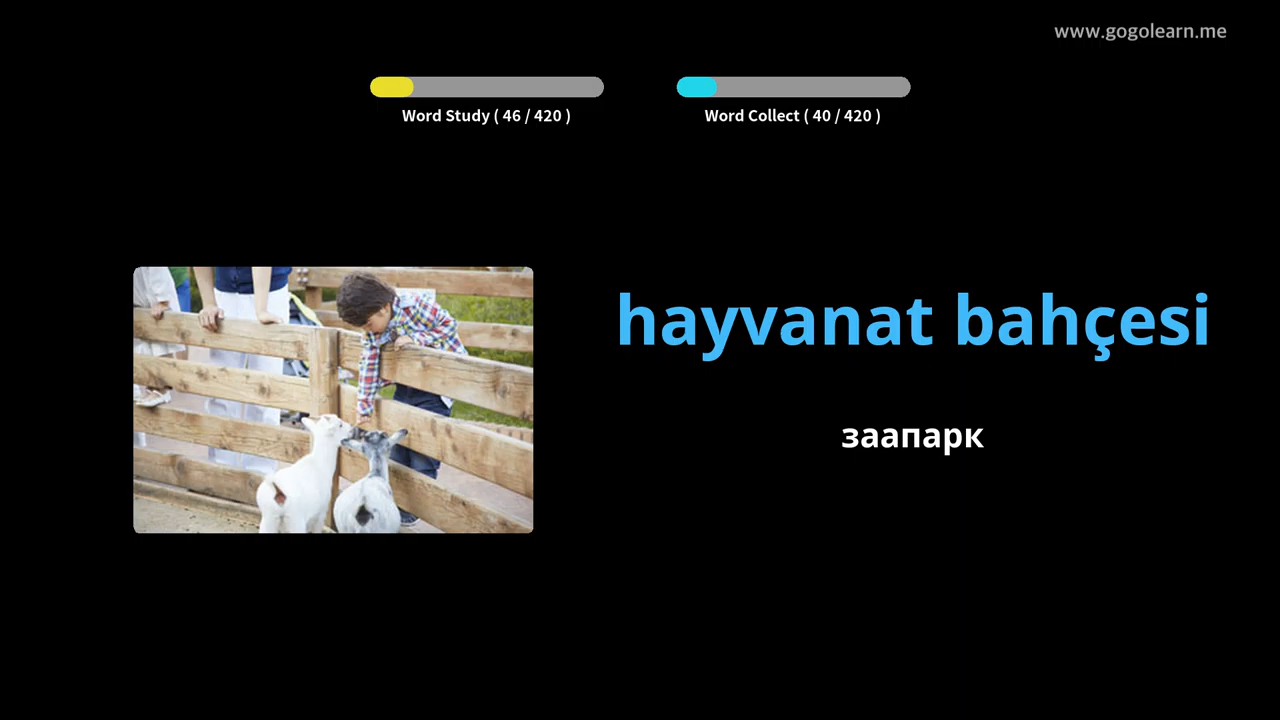 www.gogolearn.me
Word Study ( 46 / 420 )
Word Collect ( 40 / 420 )
hayvanat bahçesi
заапарк